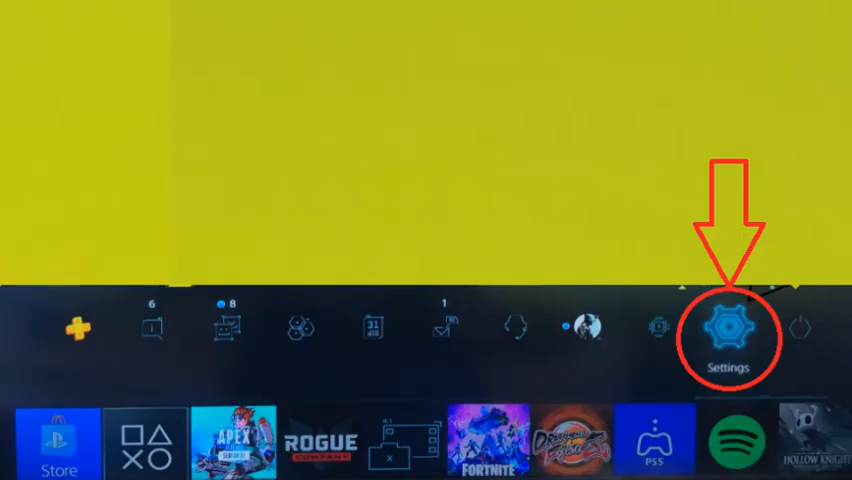 6
8
31
1
Settings
Store
APEX
ROGUE
COMPANY
FORTNITE
PS5
HOLLOW KNIGHT